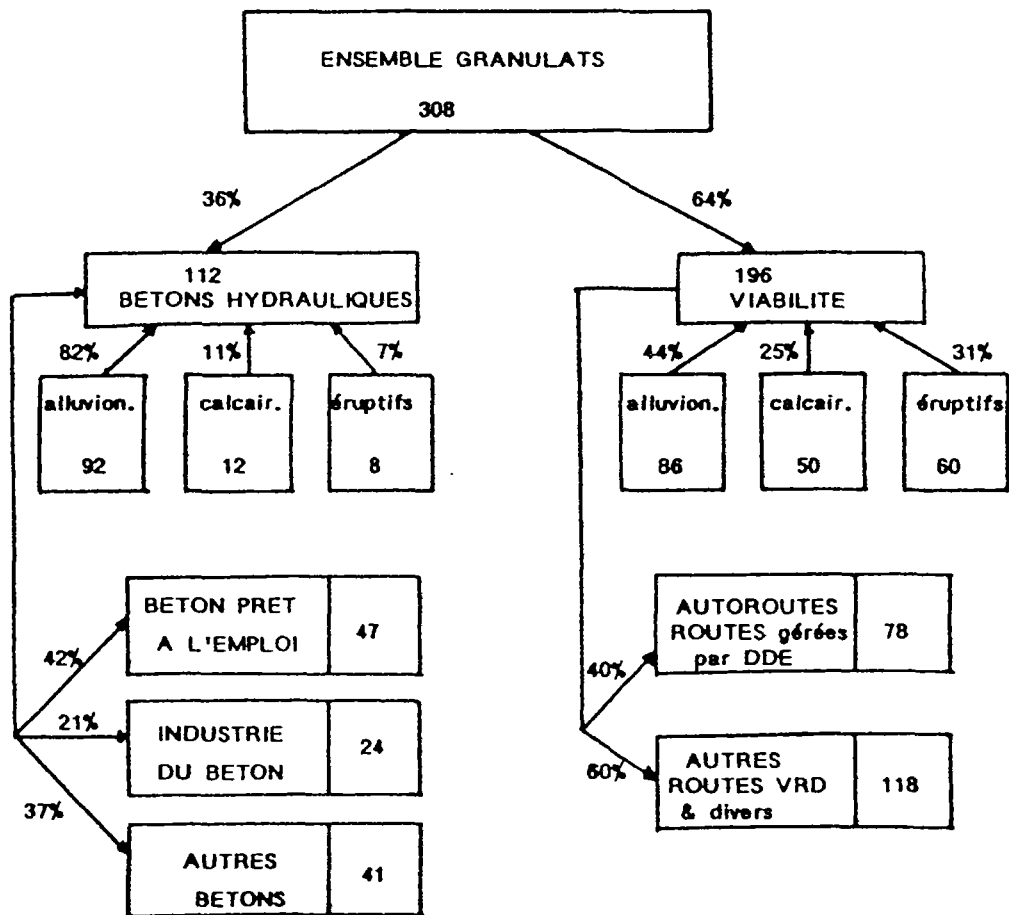 ENSEMBLE GRANULATS
308
36%
64%
112
BETONS HYDRAULIQUES
196
VIABILITE
82%
11%
7%
44%
25%
31%
alluvion.
92
calcair.
12
éruptifs
8
alluvion.
86
calcair.
50
éruptifs
60
BETON PRET
A L'EMPLOI
47
42%
21%
INDUSTRIE
DU BETON
24
37%
AUTRES
BETONS
41
AUTOROUTES
ROUTES gérées
par DDE
78
40%
60%
AUTRES
ROUTES VRD
& divers
118